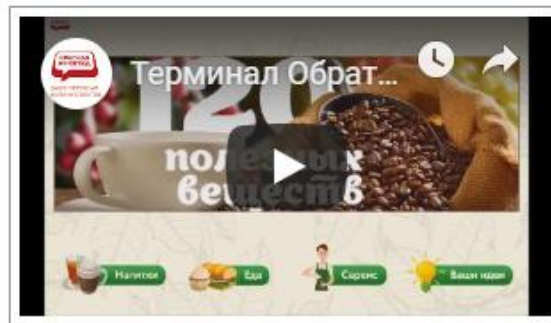 Терминал Обрат...
120
полезных
веществ
Напитки
Еда
Сервис
Ваши идеи